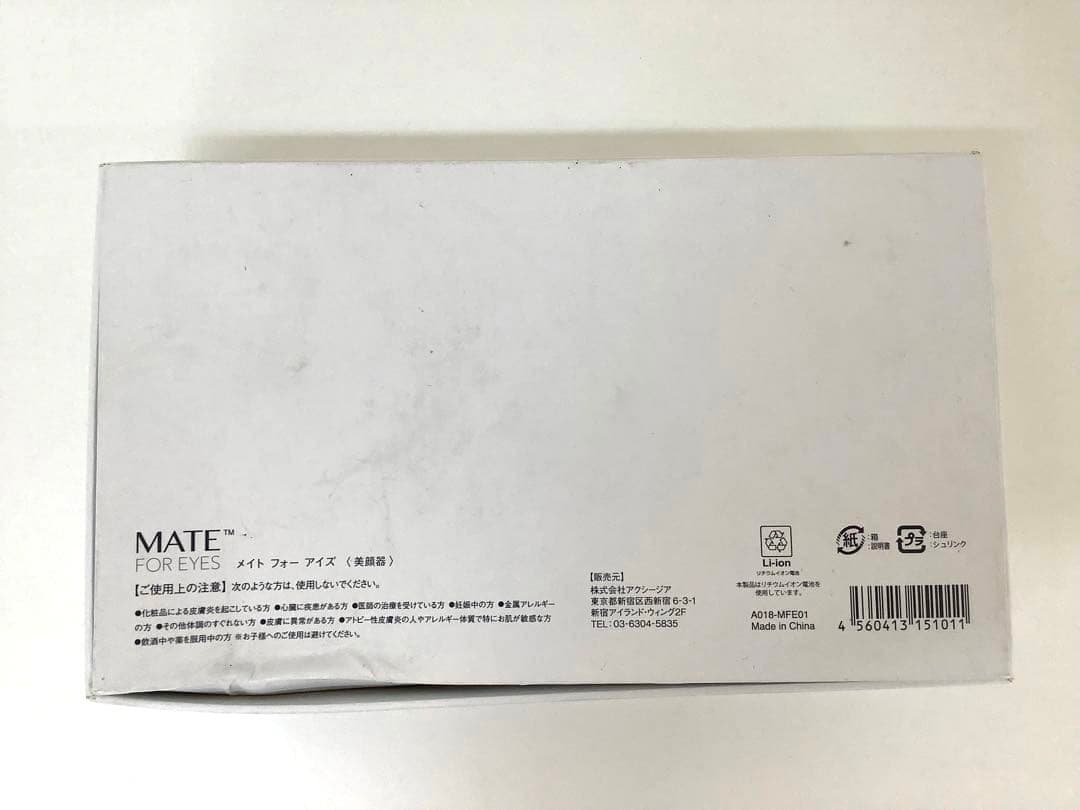 MATE™
FOR EYES メイト フォー アイズ 〈 美顔器 〉
【ご使用上の注意】次のような方は、使用しないでください。
●化粧品による皮膚炎を起こしている方 ●心臓に疾患がある方 ●医師の治療を受けている方 ●妊娠中の方 ●金属アレルギー
の方 ●その他体調のすぐれない方 ●皮膚に異常がある方 ●アトピー性皮膚炎の人やアレルギー体質で特にお肌が敏感な方
●飲酒中や薬を服用中の方 ※お子様へのご使用は避けてください。
【販売元】
株式会社アクシージア
東京都新宿区西新宿 6-3-1
新宿アイランド・ウィング2F
TEL: 03-6304-5835
Li-ion
リチウムイオン電池
本製品はリチウムイオン電池を
使用しています。
A018-MFE01
Made in China
紙 :箱
:説明書
プラ :台座
:シュリンク
4 560413 151011